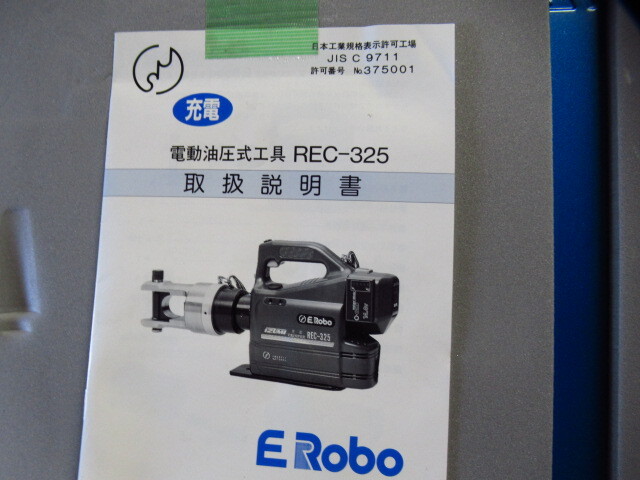 日本工業規格表示許可工場
JIS C 9711
許可番号 No375001
充電
電動油圧式工具 REC-325
取扱説明書
E Robo
REC-325
E Robo